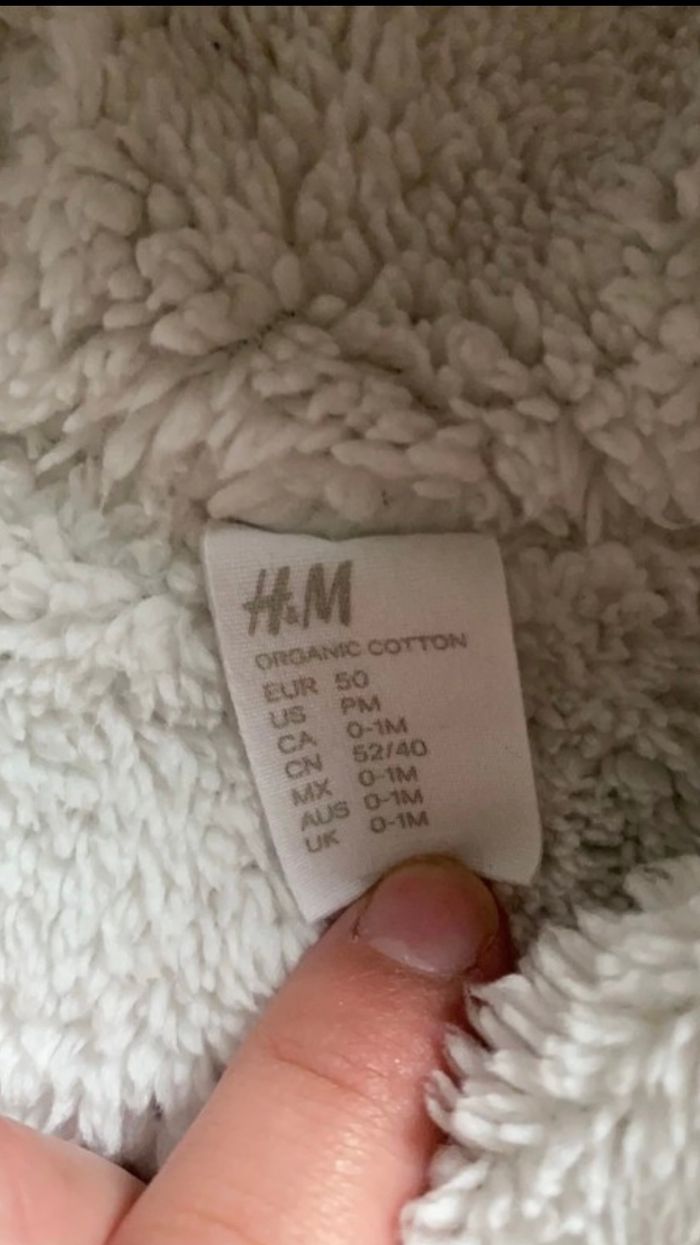 H&M
ORGANIC COTTON
EUR 50
US PM
CA 0-1M
CN 52/40
MX 0-1M
AUS 0-1M
UK 0-1M